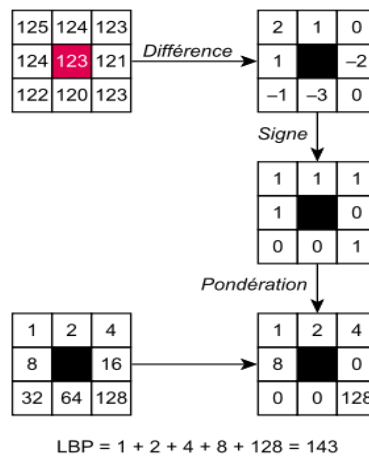 125 124 123 2 1 0
Différence
124 123 121 1 –2
122 120 123 –1 –3 0
Signe
1 1 1
1 0
0 0 1
Pondération
1 2 4 1 2 4
8 16 8 0
32 64 128 0 0 128
LBP = 1 + 2 + 4 + 8 + 128 = 143